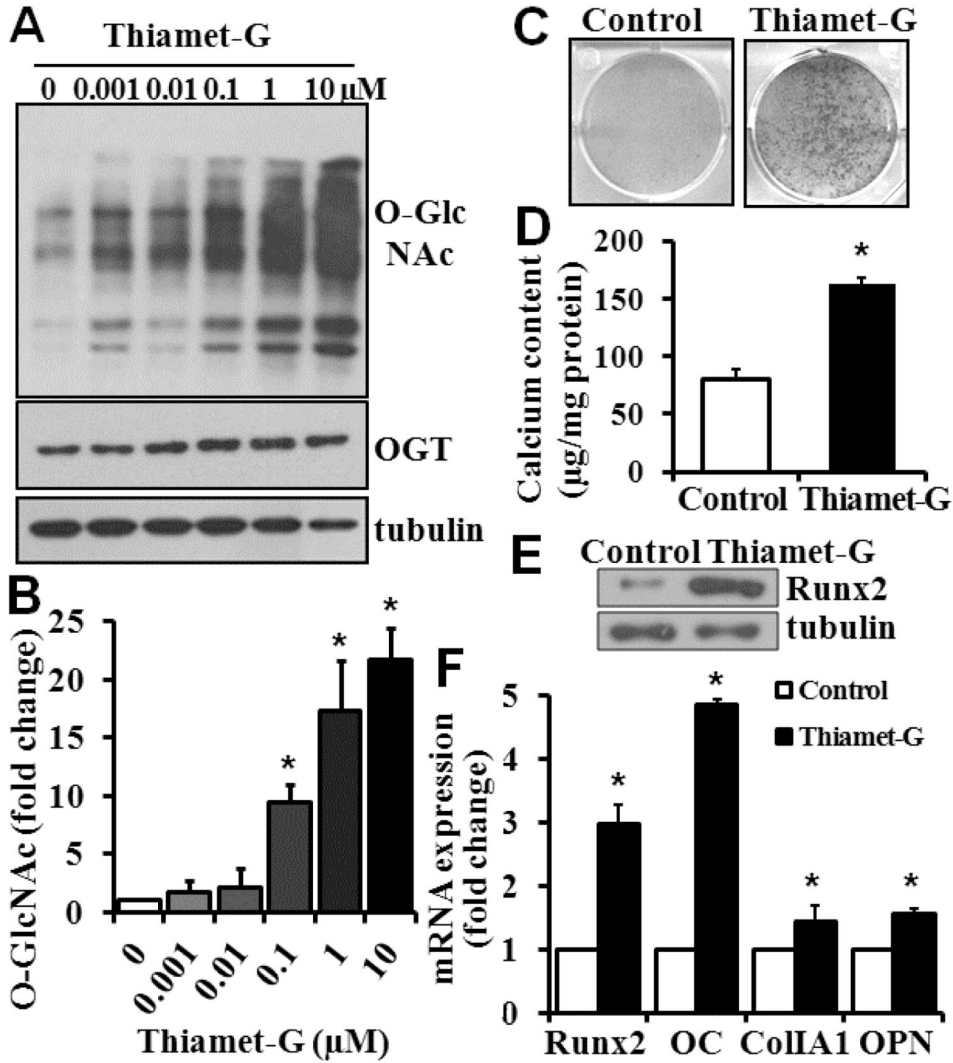 A
Thiamet-G
0 0.001 0.01 0.1 1 10 μM
O-Glc
NAc
OGT
tubulin
B
O-GlcNAc (fold change)
25
20
15
10
5
0
*
*
*
0 0.001 0.01 0.1 1 10
Thiamet-G (μM)
C
Control Thiamet-G
D
Calcium content
(μg/mg protein)
200
150
100
50
0
*
Control Thiamet-G
E
Control Thiamet-G
Runx2
tubulin
F
mRNA expression
(fold change)
5
4
3
2
1
0
*
*
*
*
Control
Thiamet-G
Runx2 OC ColIA1 OPN